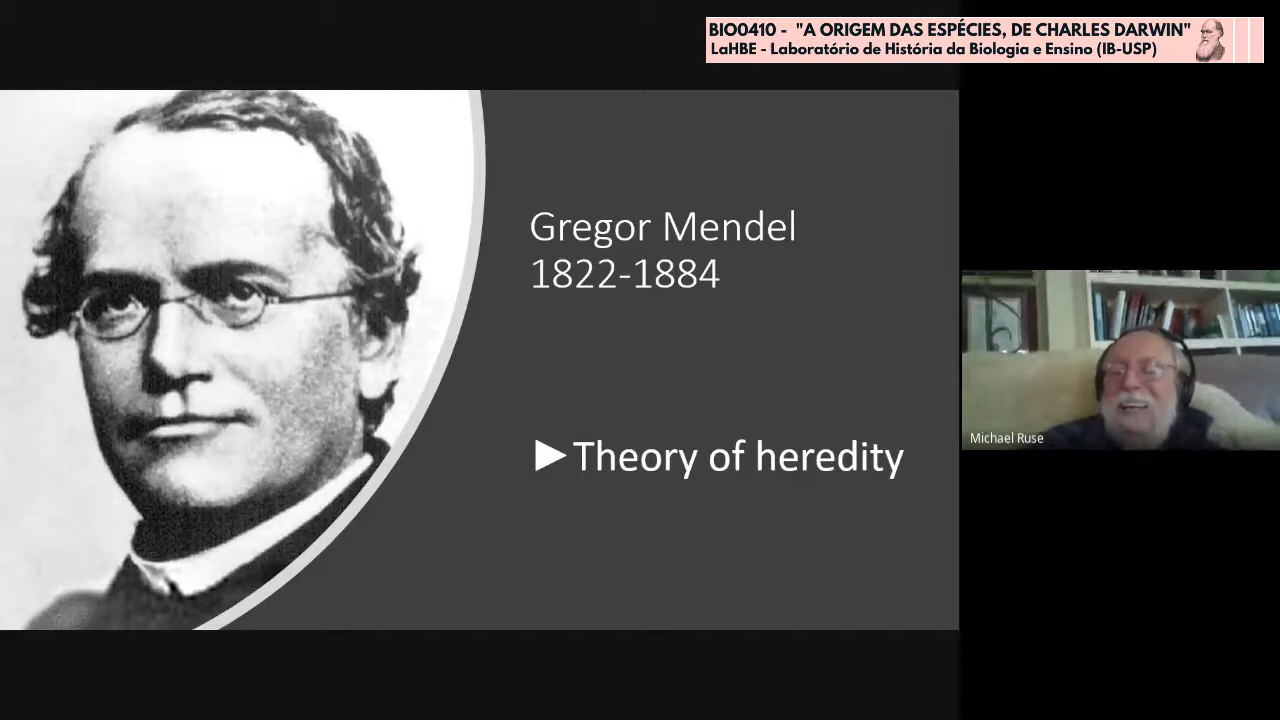 BIO0410 - "A ORIGEM DAS ESPÉCIES, DE CHARLES DARWIN"
LaHBE - Laboratório de História da Biologia e Ensino (IB-USP)
Gregor Mendel
1822-1884
►Theory of heredity
Michael Ruse